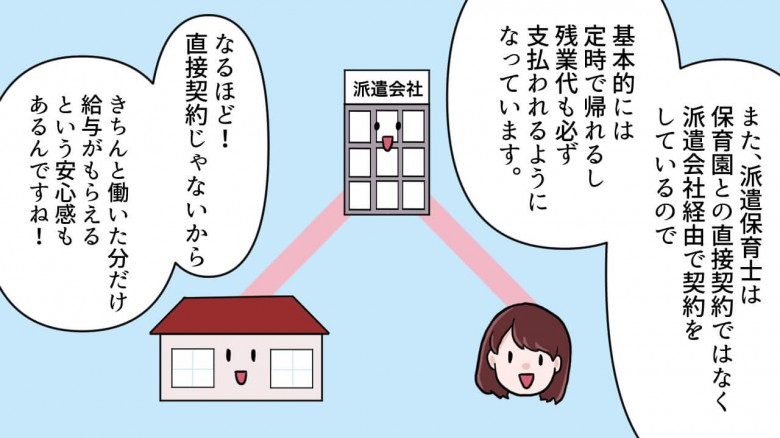 また、派遣保育士は
保育園との直接契約ではなく
派遣会社経由で契約を
しているので
基本的には
定時で帰れるし
残業代も必ず
支払われるように
なっています。
派遣会社
なるほど!
直接契約じゃないから
きちんと働いた分だけ
給与がもらえる
という安心感も
あるんですね!